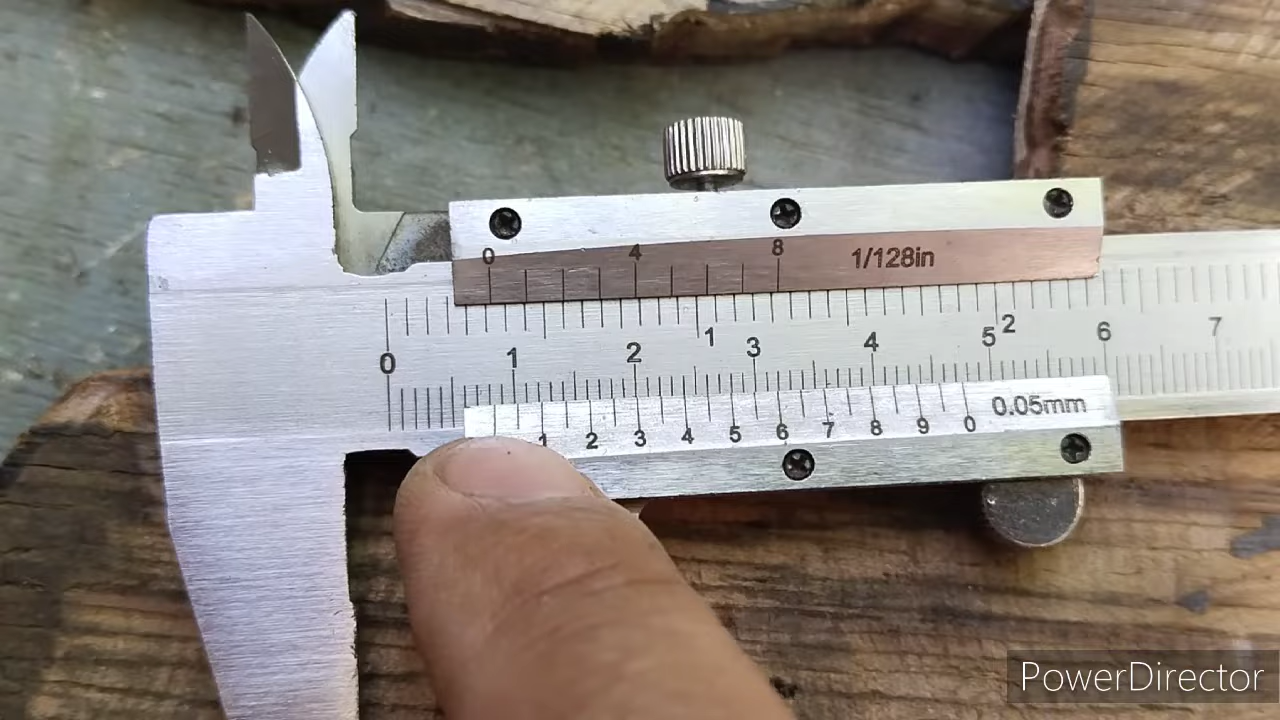 0 4 8 1/128in
1 2
0 1 2 3 4 5 6 7
0.05mm
1 2 3 4 5 6 7 8 9 0
PowerDirector